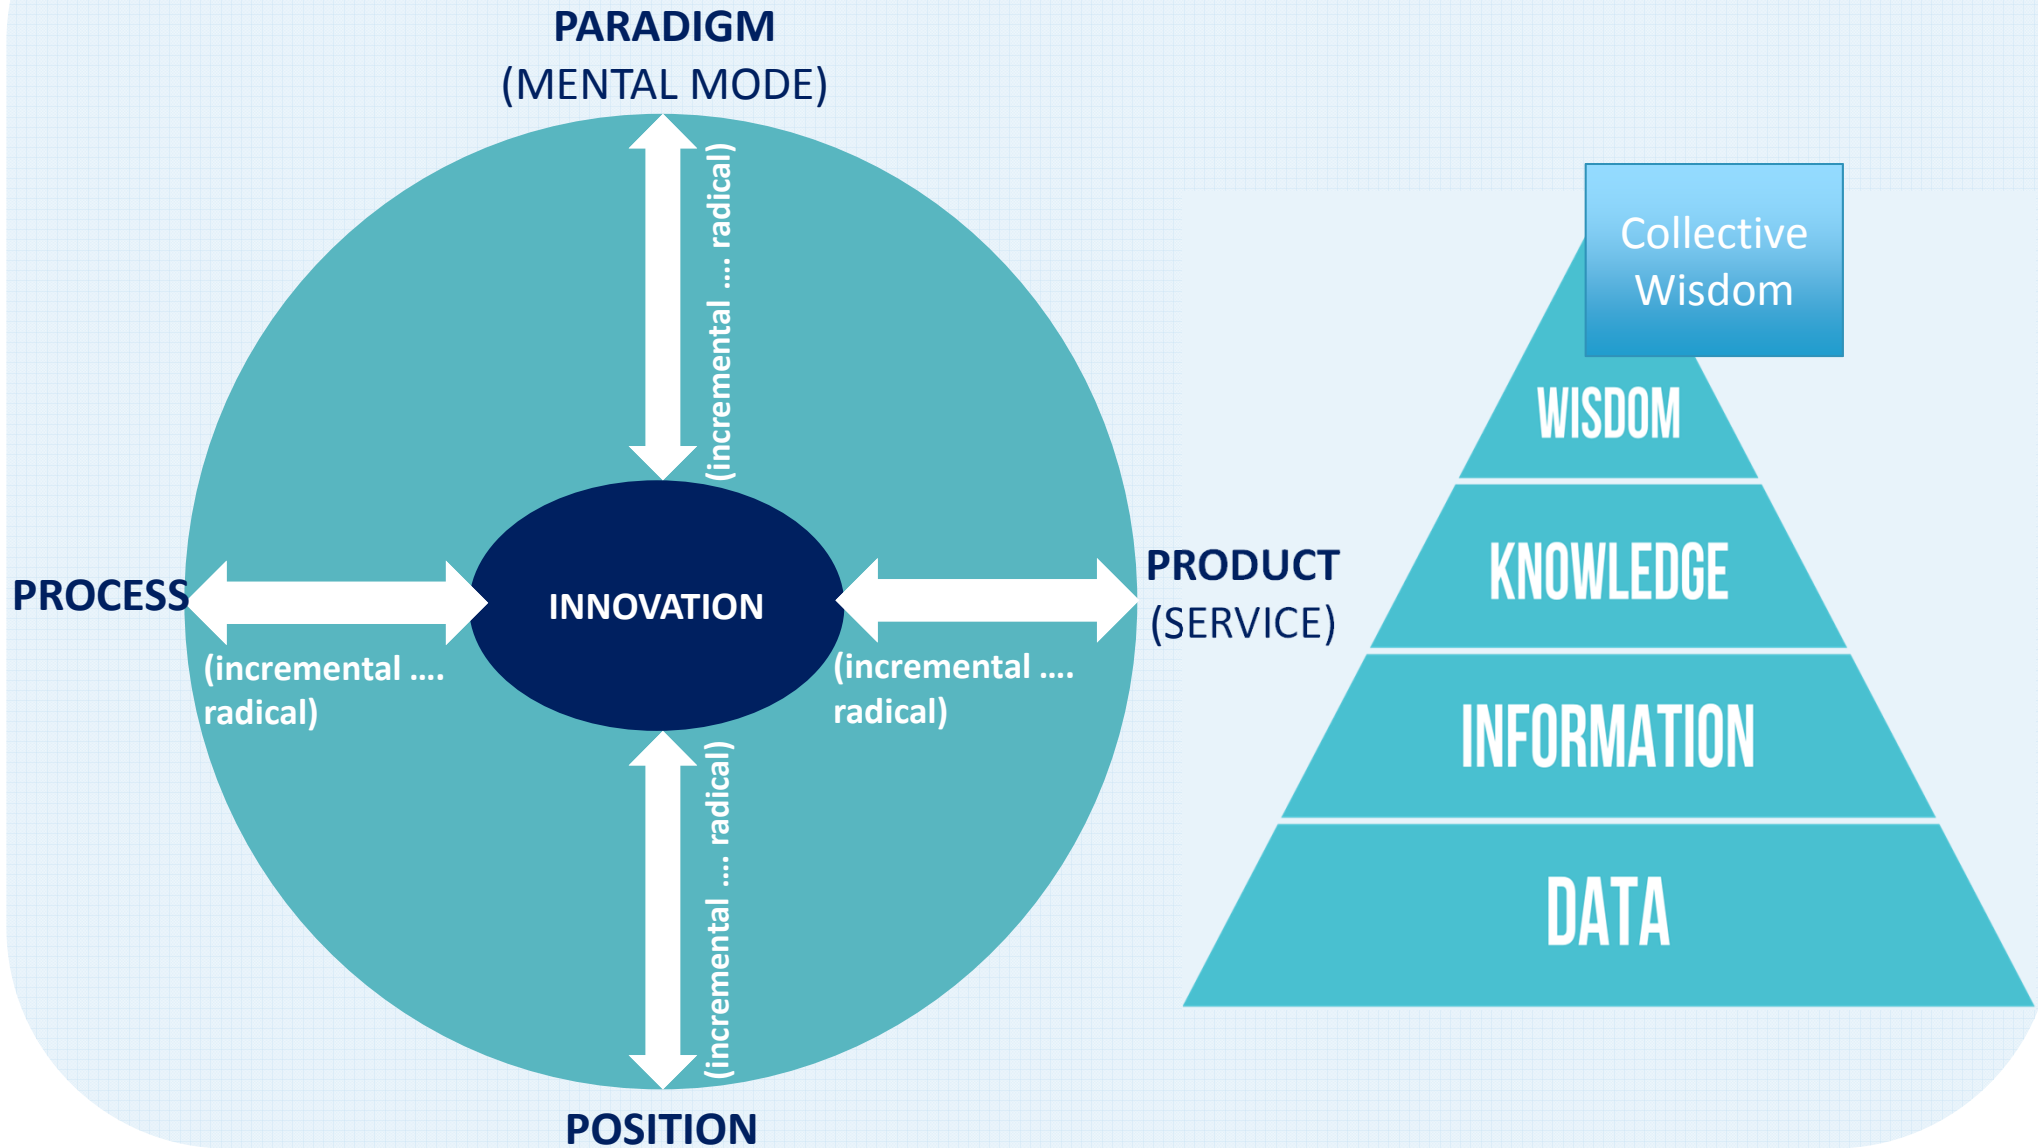 PARADIGM
(MENTAL MODE)
(incremental .... radical)
PROCESS
(incremental ....
radical)
INNOVATION
(incremental ....
radical)
PRODUCT
(SERVICE)
(incremental .... radical)
POSITION
Collective
Wisdom
WISDOM
KNOWLEDGE
INFORMATION
DATA